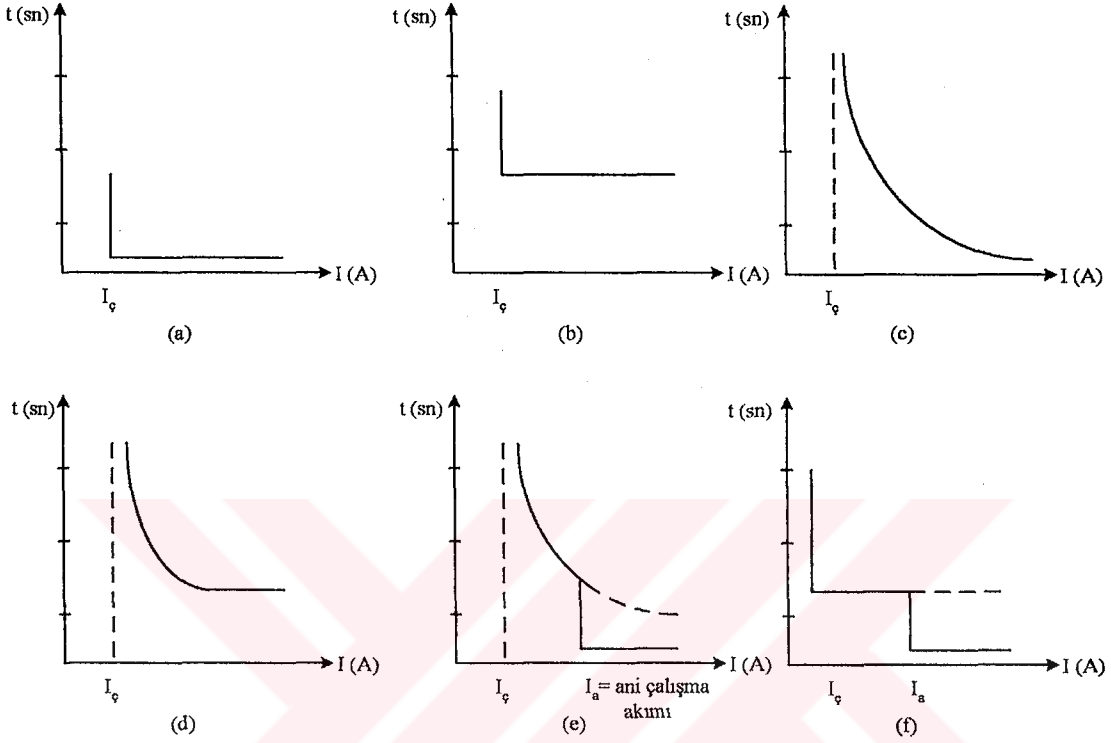 t (sn)
I (A)
I_ç
(a)
t (sn)
I (A)
I_ç
(b)
t (sn)
I (A)
I_ç
(c)
t (sn)
I (A)
I_ç
(d)
t (sn)
I (A)
I_ç
I_a= ani çalışma
akımı
(e)
t (sn)
I (A)
I_ç
I_a
(f)